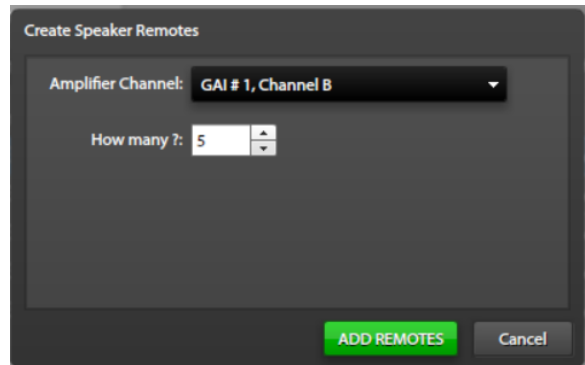 Create Speaker Remotes
Amplifier Channel: GAI # 1, Channel B
How many ?: 5
ADD REMOTES Cancel